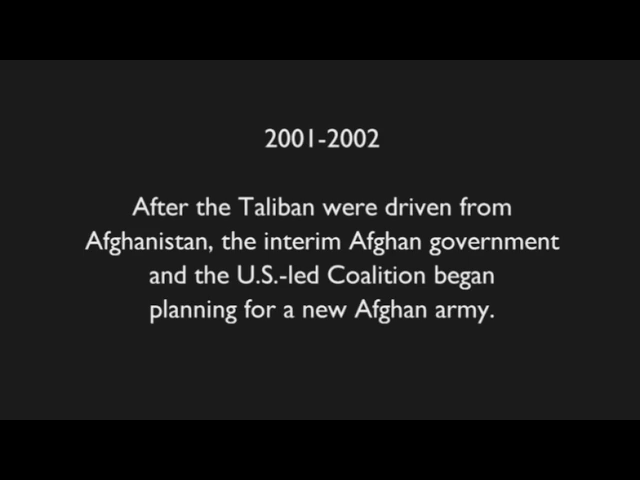 2001-2002
After the Taliban were driven from
Afghanistan, the interim Afghan government
and the U.S.-led Coalition began
planning for a new Afghan army.